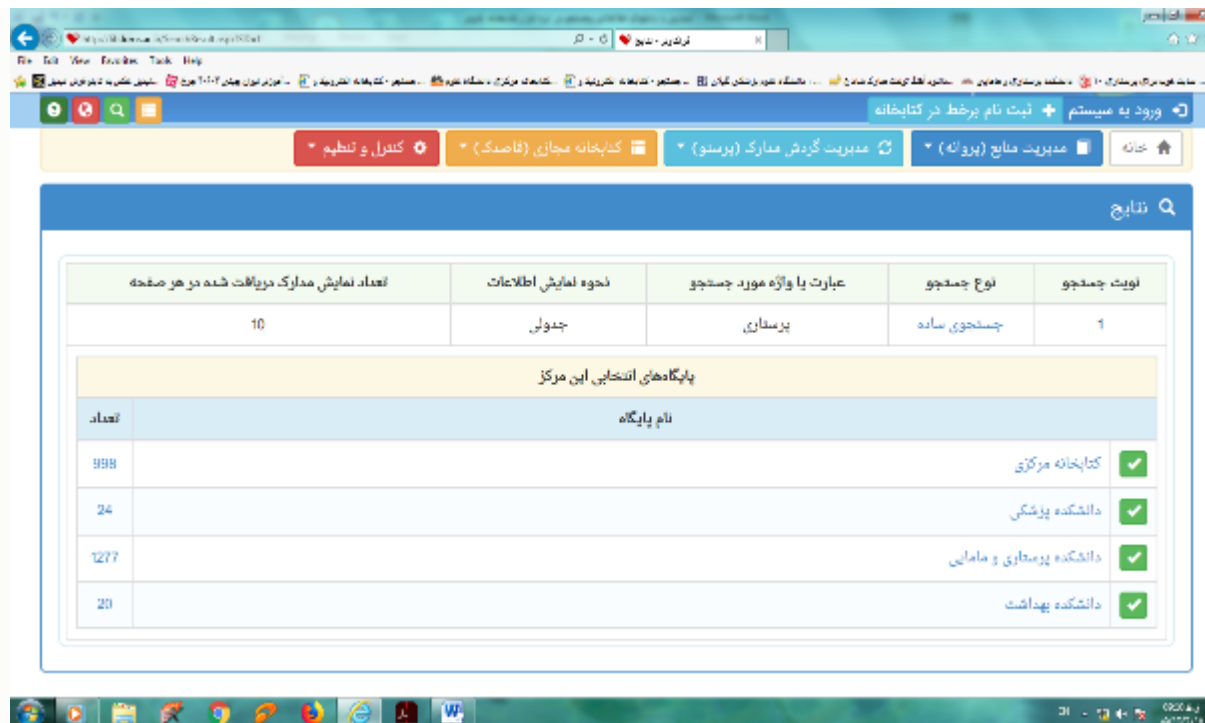 File Edit View Favorites Tools Help
ورود به سیستم ثبت نام برخط در کتابخانه
خانه مدیریت منابع (پروانه) مدیریت گردش مدارک (پرستو) کتابخانه مجازی (قاصدک) کنترل و تنظیم
نتایج
نوبت جستجو نوع جستجو عبارت یا واژه مورد جستجو نحوه نمایش اطلاعات تعداد نمایش مدارک دریافت شده در هر صفحه
1 جستجوی ساده پرستاری جدولی 10
پایگاه‌های انتخابی این مرکز
نام پایگاه تعداد
کتابخانه مرکزی 998
دانشکده پزشکی 24
دانشکده پرستاری و مامایی 1277
دانشکده بهداشت 20